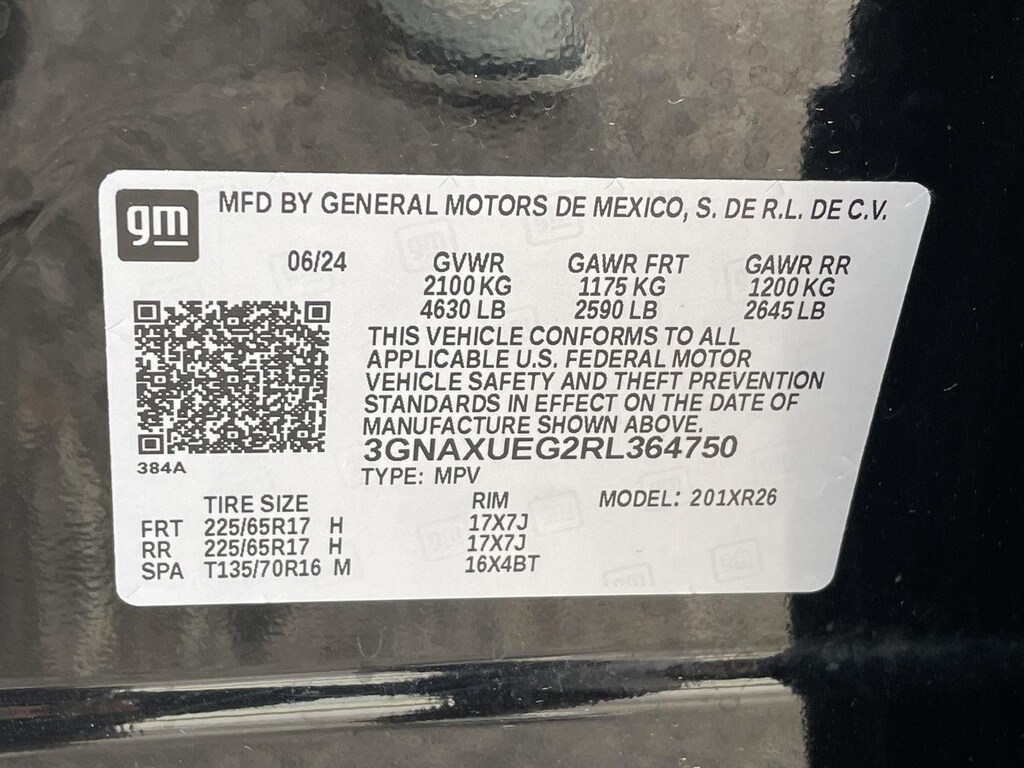 gm
MFD BY GENERAL MOTORS DE MEXICO, S. DE R.L. DE C.V.
06/24 GVWR GAWR FRT GAWR RR
2100 KG 1175 KG 1200 KG
4630 LB 2590 LB 2645 LB
THIS VEHICLE CONFORMS TO ALL
APPLICABLE U.S. FEDERAL MOTOR
VEHICLE SAFETY AND THEFT PREVENTION
STANDARDS IN EFFECT ON THE DATE OF
MANUFACTURE SHOWN ABOVE.
3GNAXUEG2RL364750
384A
TYPE: MPV
TIRE SIZE RIM MODEL: 201XR26
FRT 225/65R17 H 17X7J
RR 225/65R17 H 17X7J
SPA T135/70R16 M 16X4BT